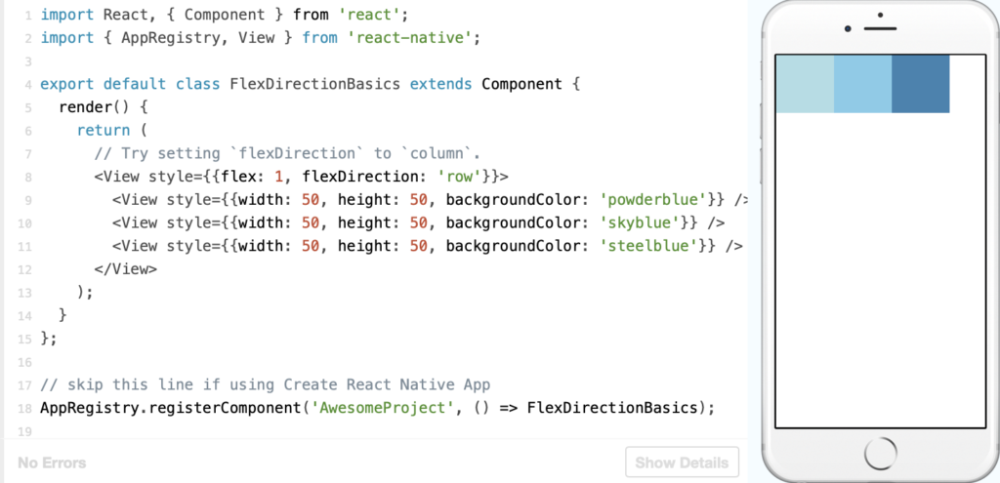 1 import React, { Component } from 'react';
2 import { AppRegistry, View } from 'react-native';
3
4 export default class FlexDirectionBasics extends Component {
5   render() {
6     return (
7       // Try setting `flexDirection` to `column`.
8       <View style={{flex: 1, flexDirection: 'row'}}>
9         <View style={{width: 50, height: 50, backgroundColor: 'powderblue'}} />
10         <View style={{width: 50, height: 50, backgroundColor: 'skyblue'}} />
11         <View style={{width: 50, height: 50, backgroundColor: 'steelblue'}} />
12       </View>
13     );
14   }
15 };
16
17 // skip this line if using Create React Native App
18 AppRegistry.registerComponent('AwesomeProject', () => FlexDirectionBasics);
19
No Errors
Show Details